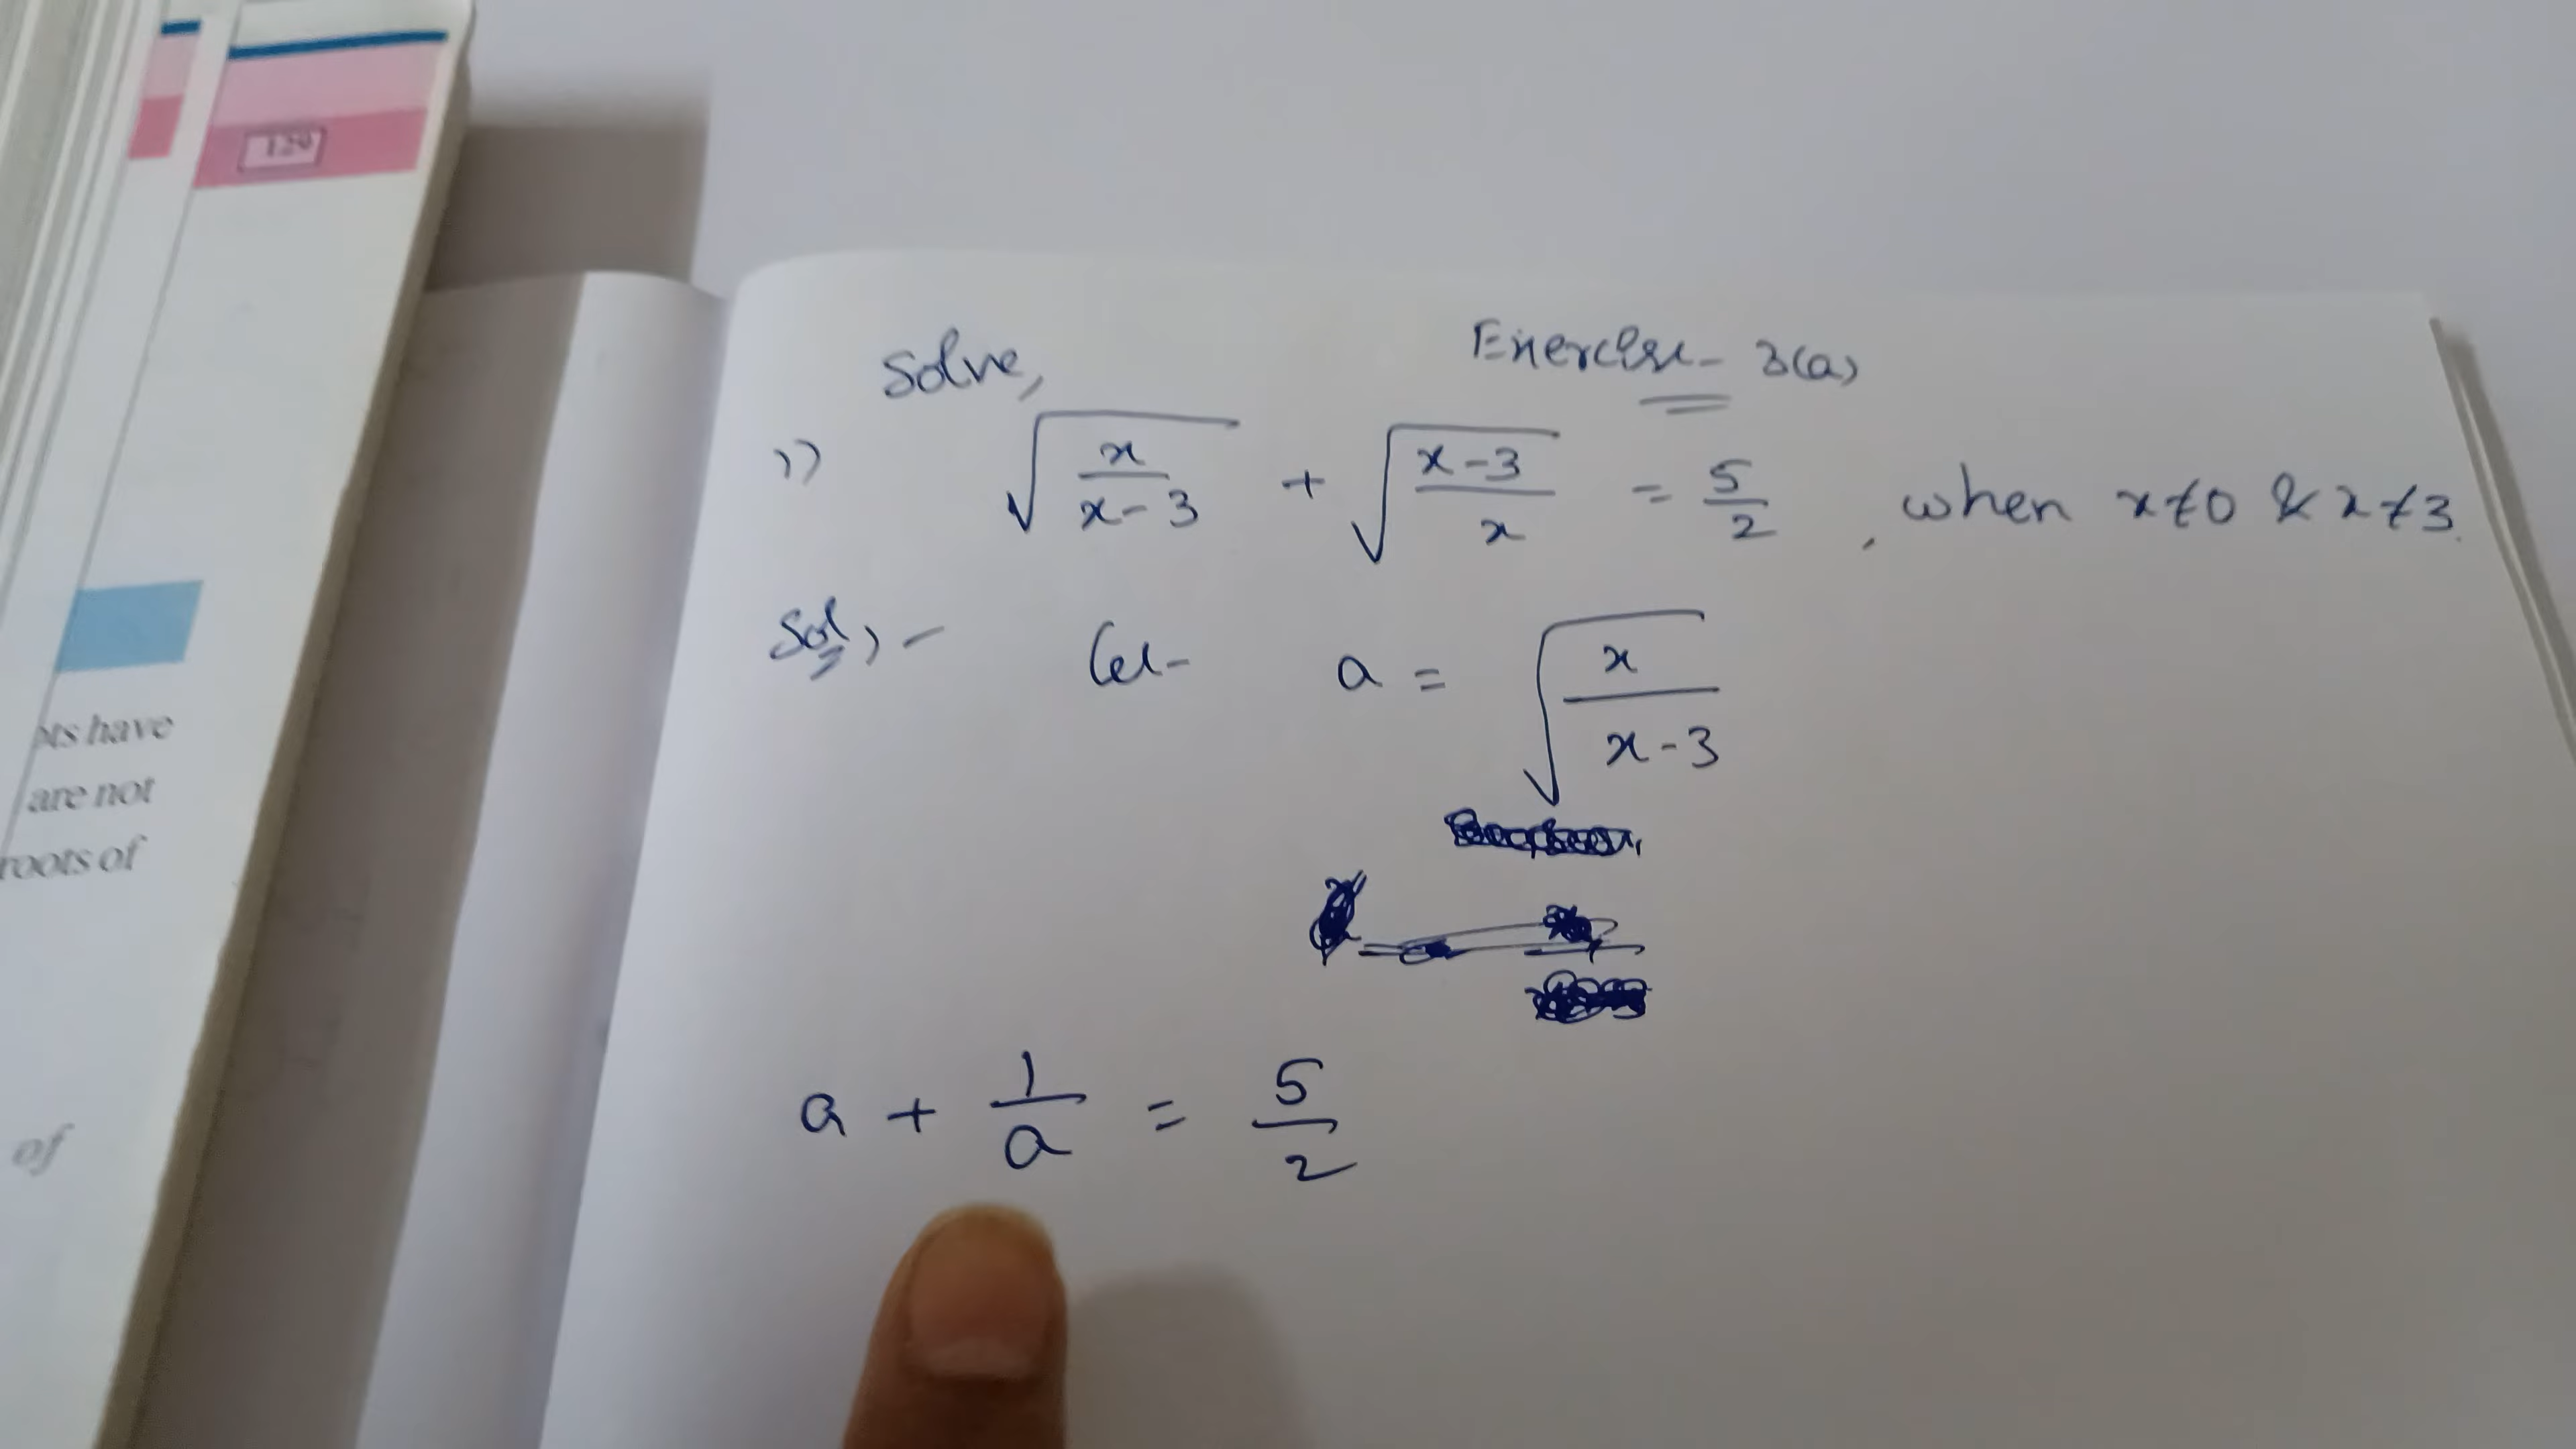 129
ots have
are not
roots of
of
Solve, Exercise - 3(a)
1) √(x/(x-3)) + √((x-3)/x) = 5/2, when x≠0 & x≠3.
Sol) - Let a = √(x/(x-3))
a + 1/a = 5/2